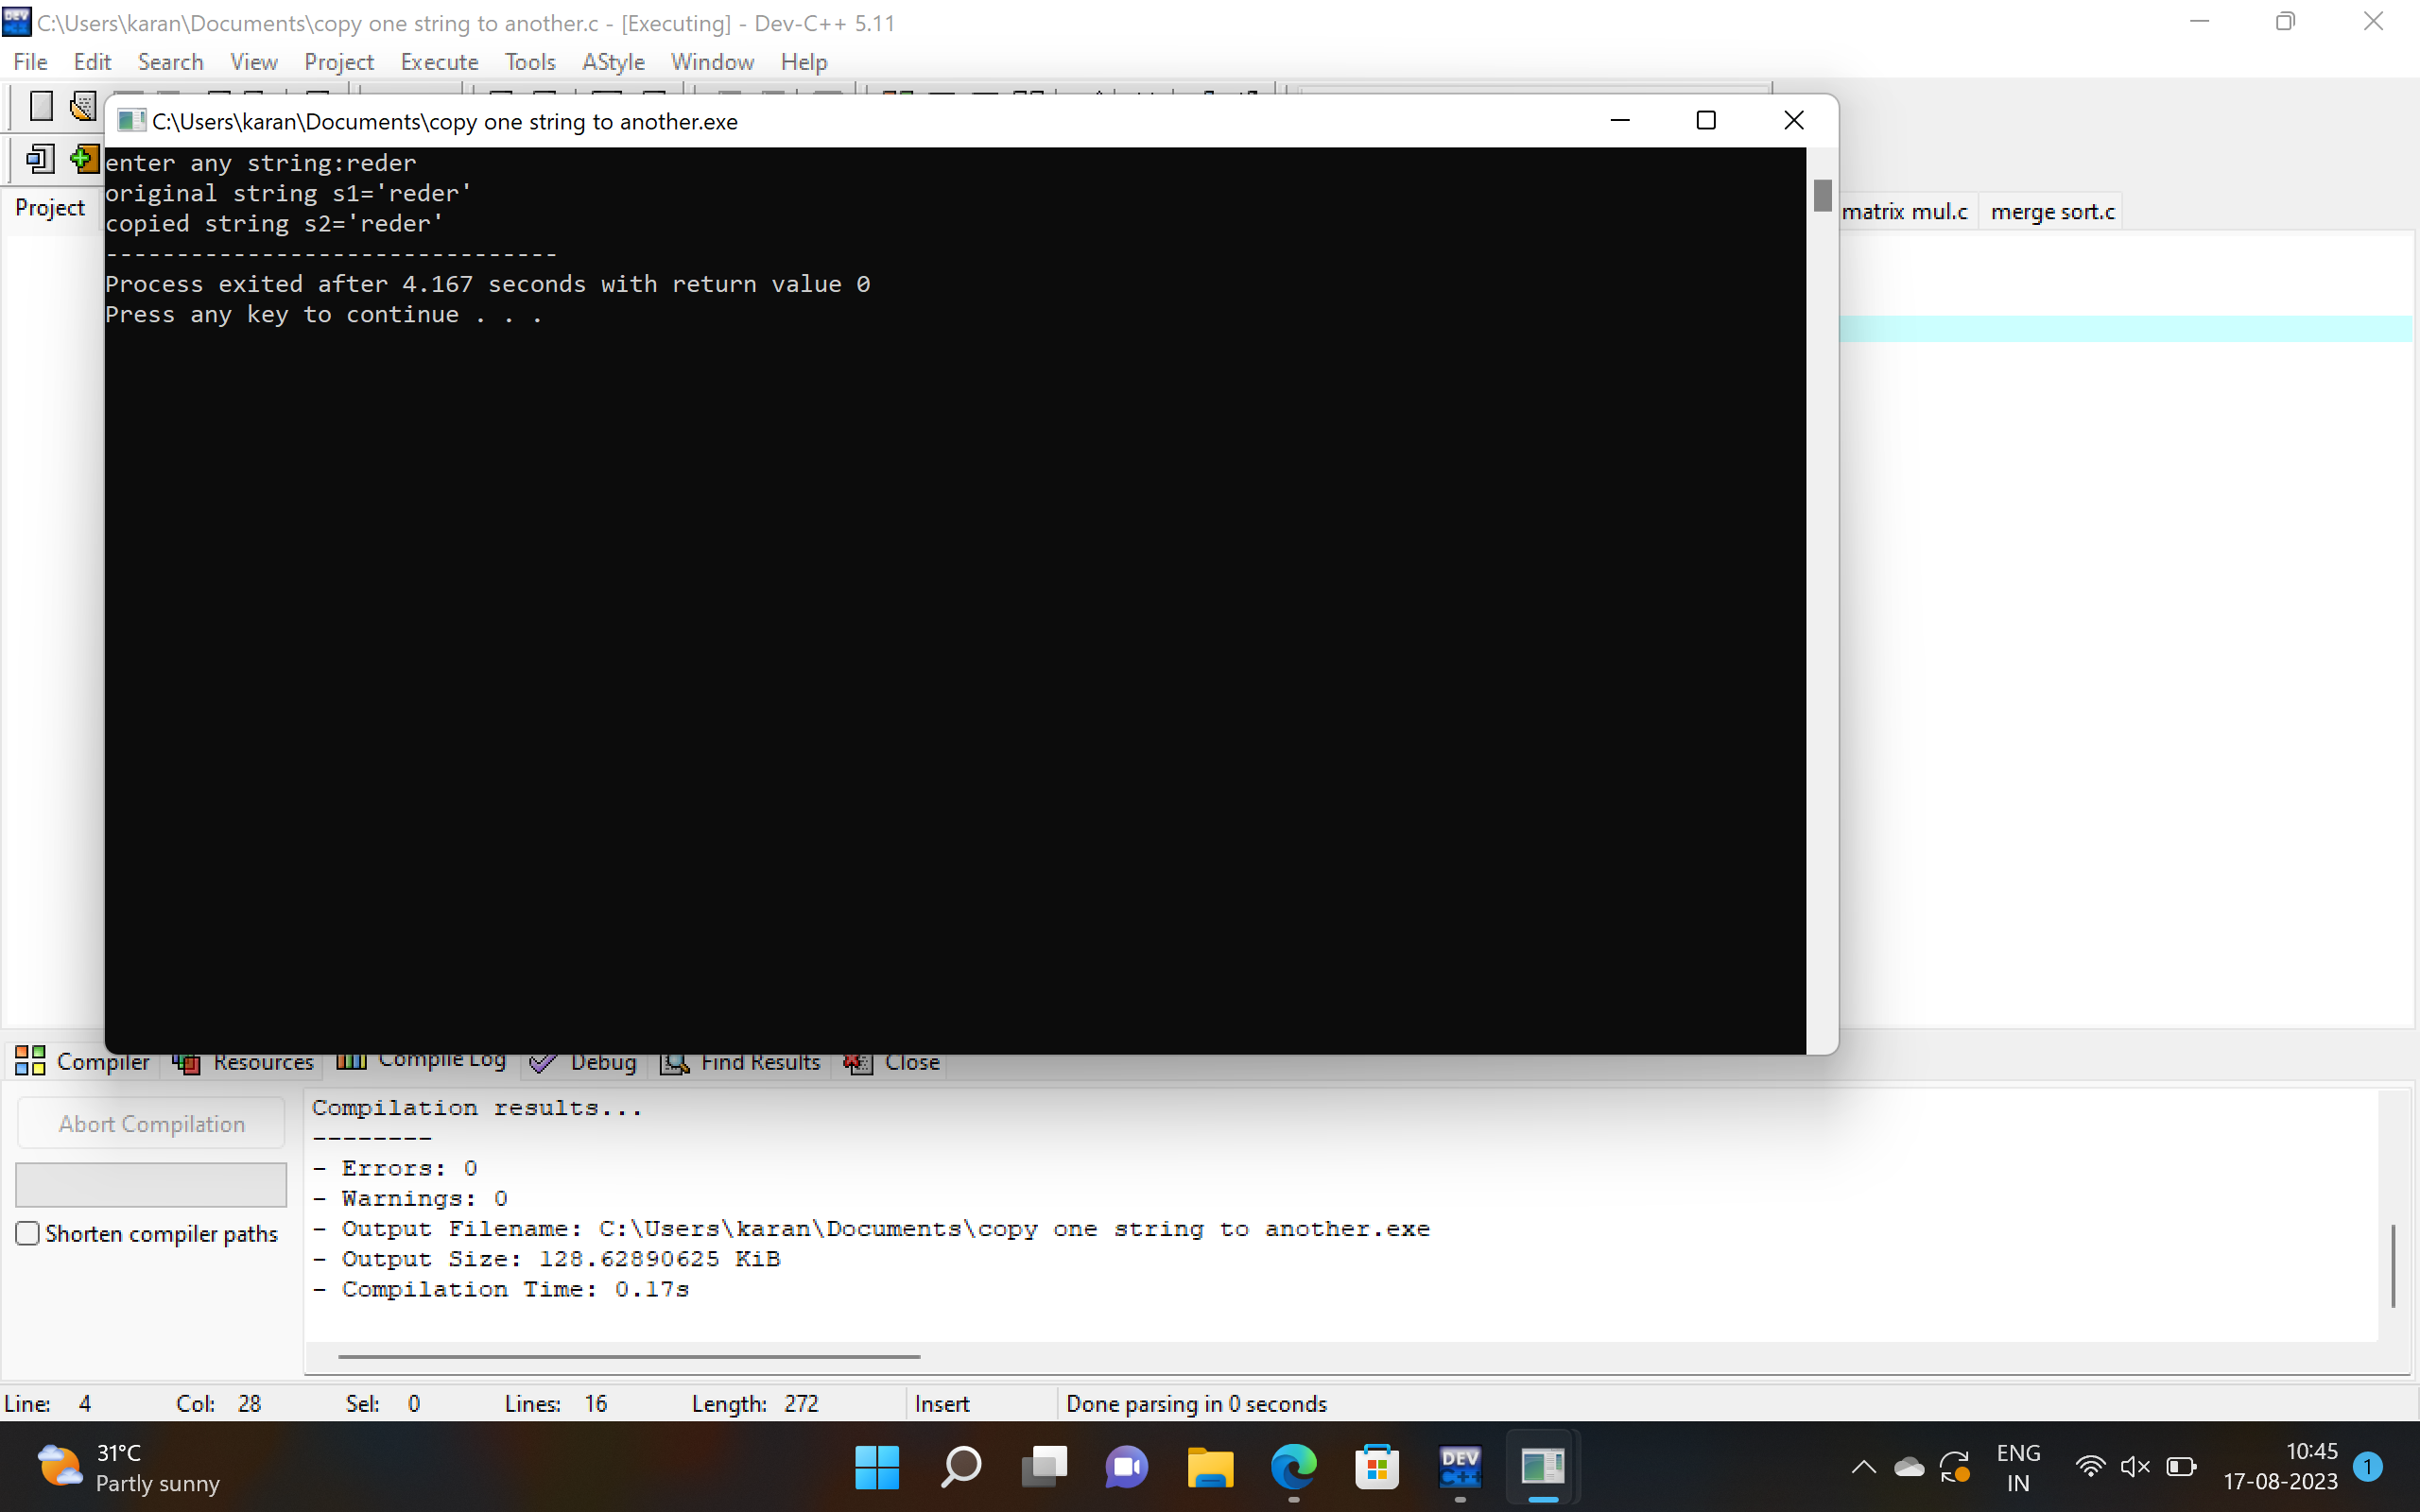 C:\Users\karan\Documents\copy one string to another.c - [Executing] - Dev-C++ 5.11
File Edit Search View Project Execute Tools AStyle Window Help
C:\Users\karan\Documents\copy one string to another.exe
enter any string:reder
original string s1='reder'
copied string s2='reder'
--------------------------------
Process exited after 4.167 seconds with return value 0
Press any key to continue . . .
Project
matrix mul.c merge sort.c
Compiler Resources Compile Log Debug Find Results Close
Abort Compilation
Shorten compiler paths
Compilation results...
--------
- Errors: 0
- Warnings: 0
- Output Filename: C:\Users\karan\Documents\copy one string to another.exe
- Output Size: 128.62890625 KiB
- Compilation Time: 0.17s
Line: 4 Col: 28 Sel: 0 Lines: 16 Length: 272 Insert Done parsing in 0 seconds
31°C
Partly sunny
DEV
C++
ENG
IN
10:45
17-08-2023
1